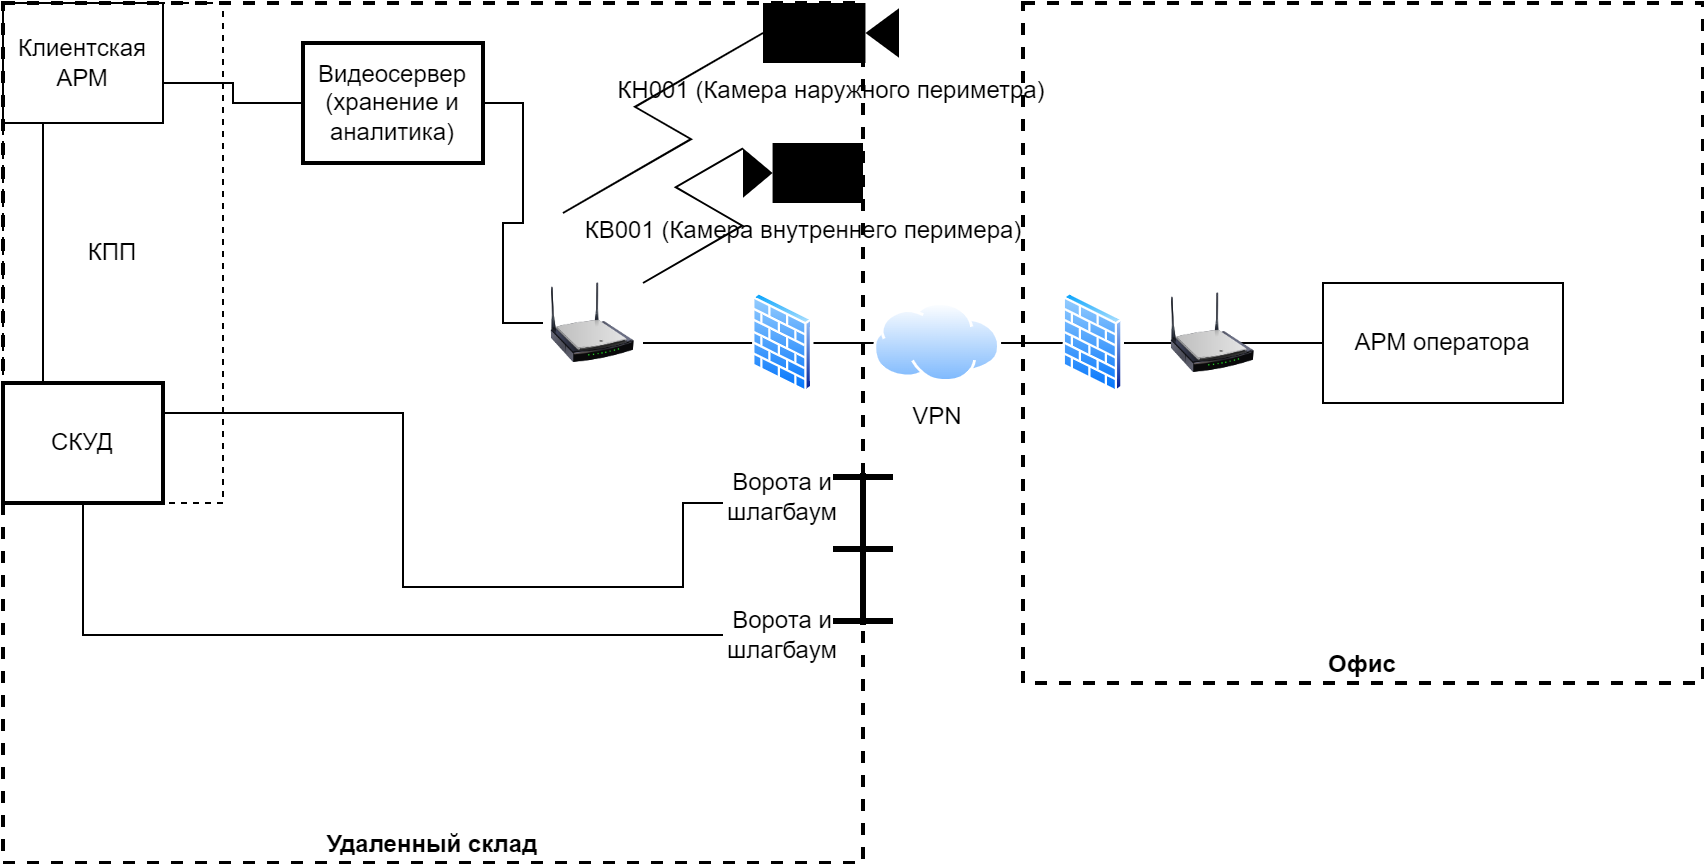 Клиентская
АРМ
Видеосервер
(хранение и
аналитика)
КН001 (Камера наружного периметра)
КПП
КВ001 (Камера внутреннего перимера)
АРМ оператора
VPN
СКУД
Ворота и
шлагбаум
Ворота и
шлагбаум
Офис
Удаленный склад